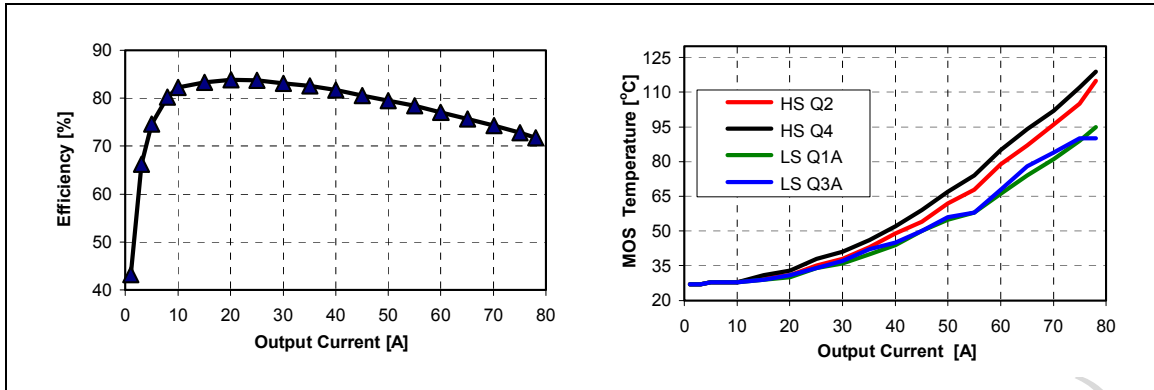 90
80
70
60
50
40
Efficiency [%]
0 10 20 30 40 50 60 70 80
Output Current [A]
125
110
95
80
65
50
35
20
MOS Temperature [°C]
HS Q2
HS Q4
LS Q1A
LS Q3A
0 10 20 30 40 50 60 70 80
Output Current [A]